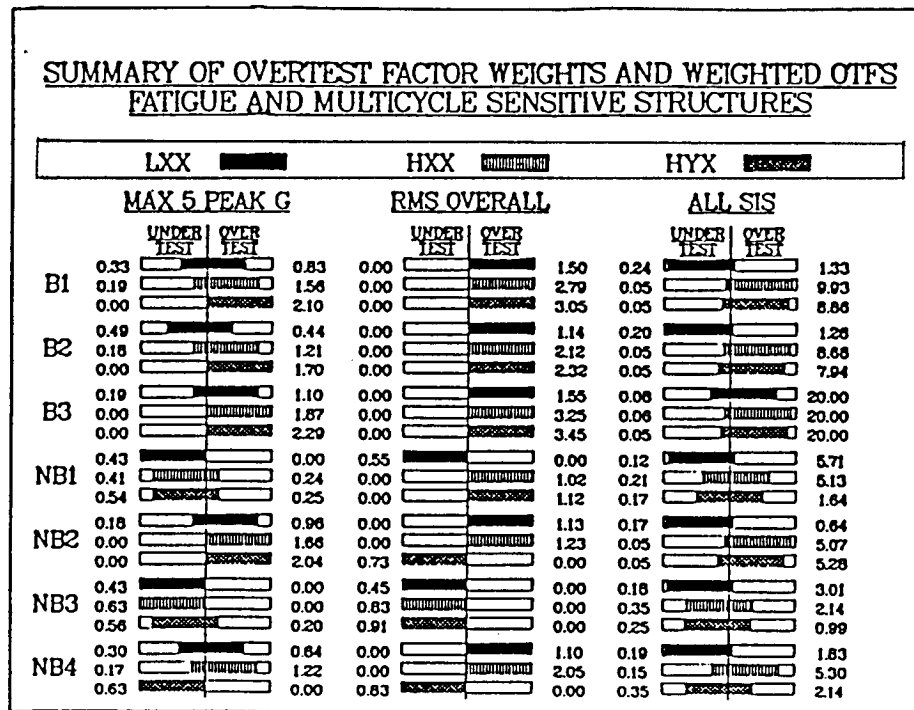 SUMMARY OF OVERTEST FACTOR WEIGHTS AND WEIGHTED OTFS
FATIGUE AND MULTICYCLE SENSITIVE STRUCTURES
LXX HXX HYX
MAX 5 PEAK G RMS OVERALL ALL SIS
UNDER TEST OVER TEST UNDER TEST OVER TEST UNDER TEST OVER TEST
B1
0.33 0.83 0.00 1.50 0.24 1.33
0.19 1.56 0.00 2.79 0.05 9.93
0.00 2.10 0.00 3.05 0.05 8.86
B2
0.49 0.44 0.00 1.14 0.20 1.26
0.18 1.21 0.00 2.12 0.05 8.68
0.00 1.70 0.00 2.32 0.05 7.94
B3
0.19 1.10 0.00 1.55 0.06 20.00
0.00 1.87 0.00 3.25 0.06 20.00
0.00 2.29 0.00 3.45 0.05 20.00
NB1
0.43 0.00 0.55 0.00 0.12 5.71
0.41 0.24 0.00 1.02 0.21 5.13
0.54 0.25 0.00 1.12 0.17 1.64
NB2
0.18 0.96 0.00 1.13 0.17 0.64
0.00 1.66 0.00 1.23 0.05 5.07
0.00 2.04 0.73 0.00 0.05 5.28
NB3
0.43 0.00 0.45 0.00 0.18 3.01
0.63 0.00 0.83 0.00 0.35 2.14
0.56 0.20 0.91 0.00 0.25 0.99
NB4
0.30 0.64 0.00 1.10 0.19 1.83
0.17 1.22 0.00 2.05 0.15 5.30
0.63 0.00 0.83 0.00 0.35 2.14